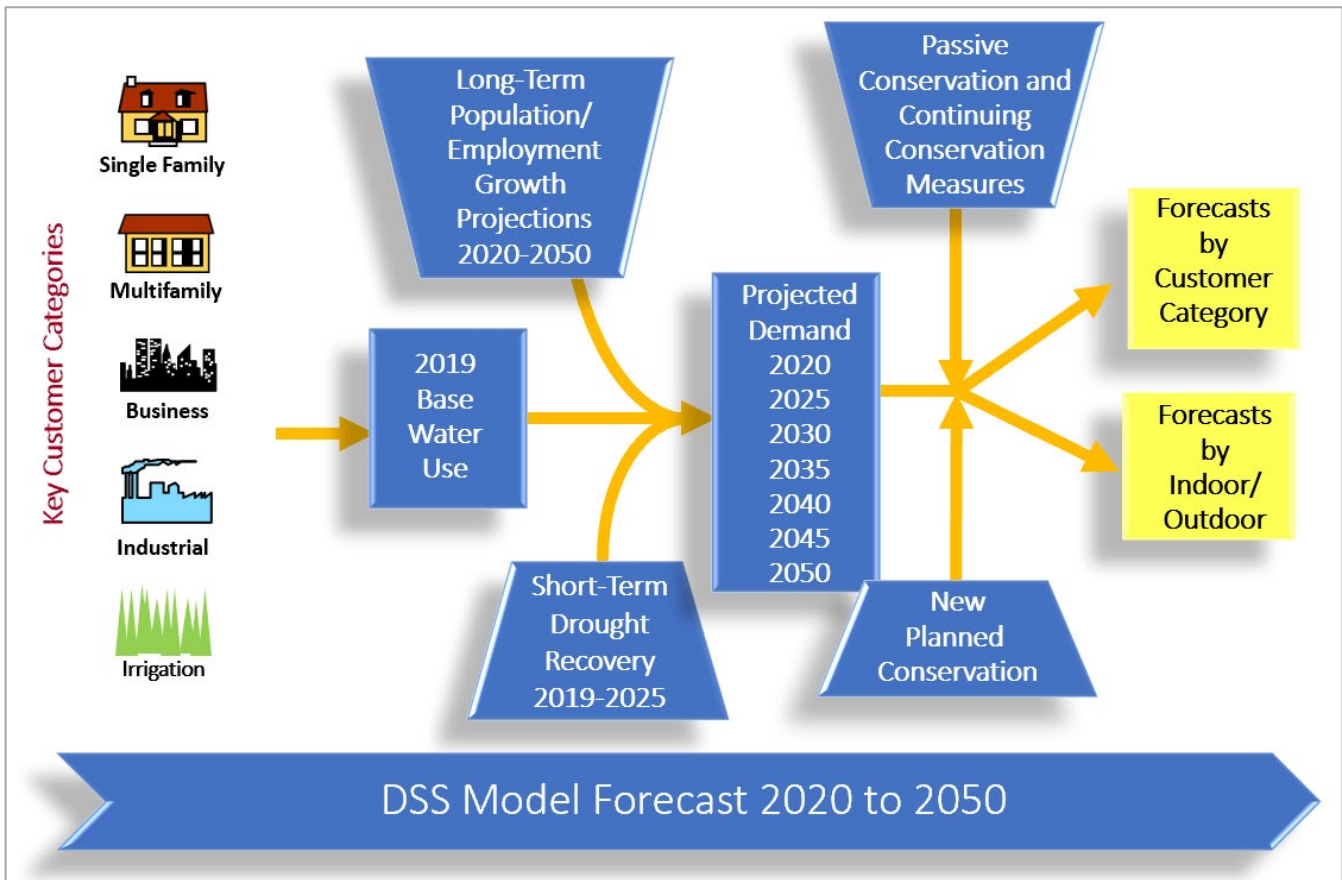 Key Customer Categories
Single Family
Multifamily
Business
Industrial
Irrigation
Long-Term
Population/
Employment
Growth
Projections
2020-2050
2019
Base
Water
Use
Short-Term
Drought
Recovery
2019-2025
Projected
Demand
2020
2025
2030
2035
2040
2045
2050
Passive
Conservation and
Continuing
Conservation
Measures
New
Planned
Conservation
Forecasts
by
Customer
Category
Forecasts
by
Indoor/
Outdoor
DSS Model Forecast 2020 to 2050